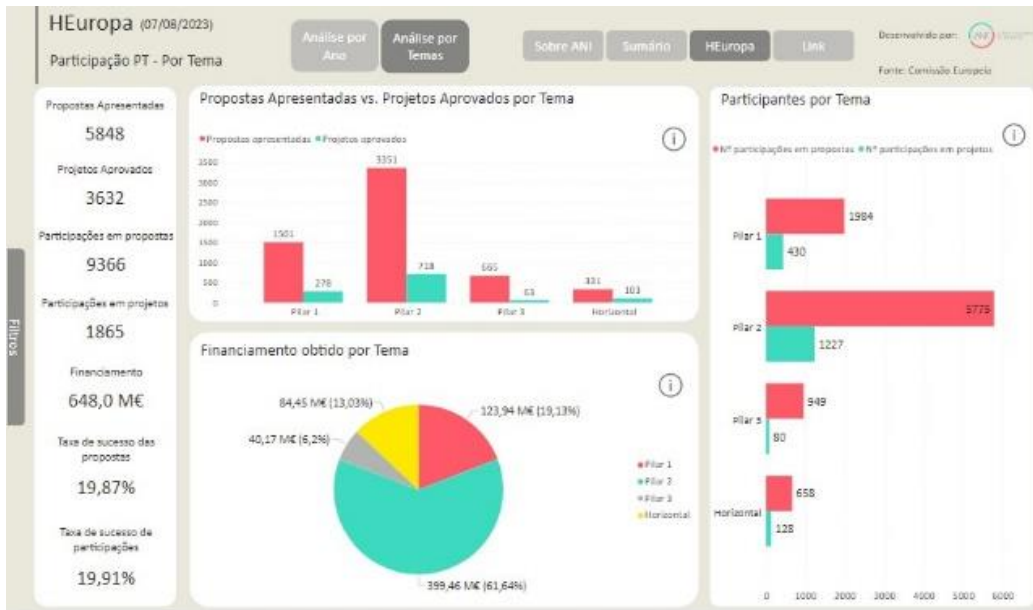 HEuropa (07/08/2023)
Participação PT - Por Tema
Análise por
Ano
Análise por
Temas
Sobre ANI
Sumário
HEuropa
Link
Desenvolvido por:
Fonte: Comissão Europeia
Filtros
Propostas Apresentadas
5848
Projetos Aprovados
3632
Participações em propostas
9366
Participações em projetos
1865
Financiamento
648,0 M€
Taxa de sucesso das
propostas
19,87%
Taxa de sucesso de
participações
19,91%
Propostas Apresentadas vs. Projetos Aprovados por Tema
Propostas apresentadas Projetos aprovados
3500
3000
2500
2000
1500
1000
500
0
1501
278
3351
718
665
63
331
103
Pilar 1
Pilar 2
Pilar 3
Horizontal
Financiamento obtido por Tema
84,45 M€ (13,03%)
123,94 M€ (19,13%)
40,17 M€ (6,2%)
399,46 M€ (61,64%)
Pilar 1
Pilar 2
Pilar 3
Horizontal
Participantes por Tema
Nº participações em propostas Nº participações em projetos
Pilar 1
1984
430
Pilar 2
5775
1227
Pilar 3
949
80
Horizontal
658
128
0 1000 2000 3000 4000 5000 6000